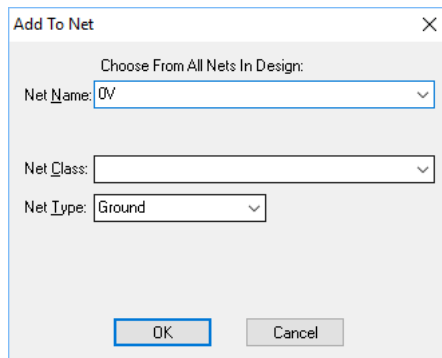 Add To Net
Choose From All Nets In Design:
Net Name: 0V
Net Class:
Net Type: Ground
OK Cancel